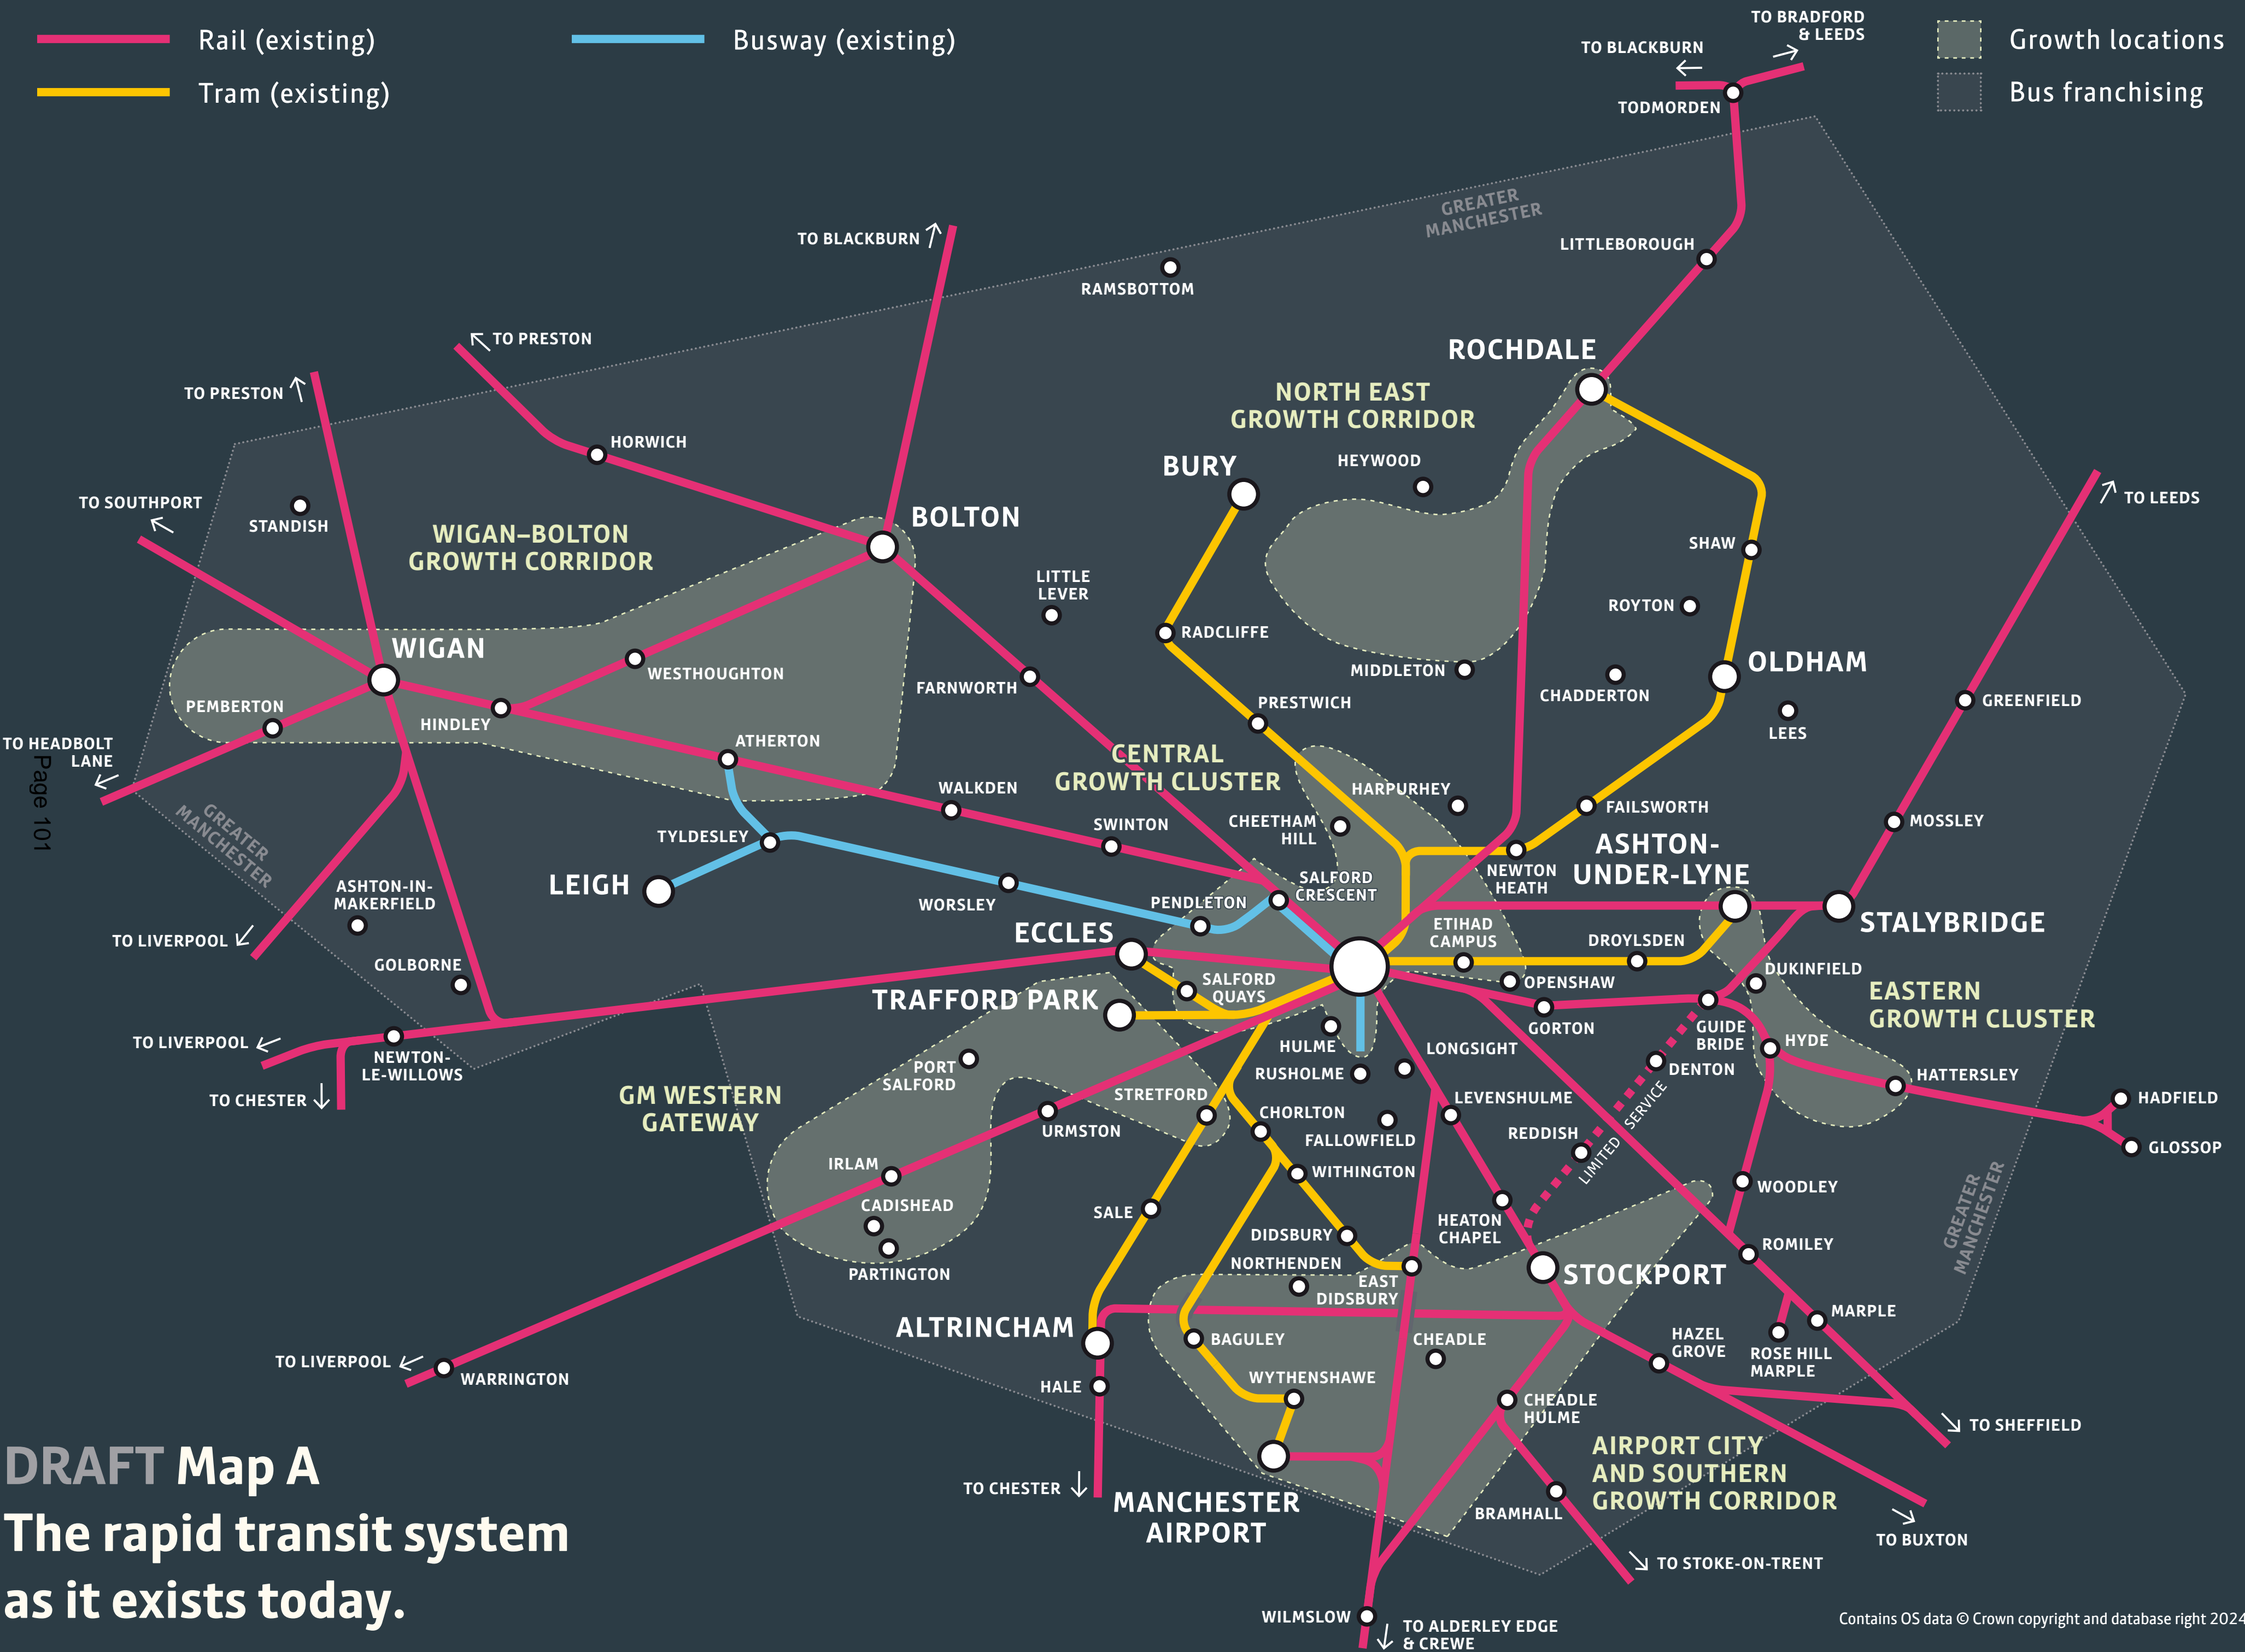 Rail (existing)
Tram (existing)
Busway (existing)
Growth locations
Bus franchising
TO BRADFORD
& LEEDS
TO BLACKBURN
TODMORDEN
GREATER
MANCHESTER
LITTLEBOROUGH
TO BLACKBURN
RAMSBOTTOM
TO PRESTON
TO PRESTON
ROCHDALE
NORTH EAST
GROWTH CORRIDOR
HORWICH
HEYWOOD
BURY
TO SOUTHPORT
STANDISH
TO LEEDS
BOLTON
WIGAN–BOLTON
GROWTH CORRIDOR
SHAW
LITTLE
LEVER
ROYTON
RADCLIFFE
WIGAN
WESTHOUGHTON
MIDDLETON
OLDHAM
CHADDERTON
FARNWORTH
PEMBERTON
HINDLEY
PRESTWICH
GREENFIELD
LEES
TO HEADBOLT
LANE
Page 101
ATHERTON
CENTRAL
GROWTH CLUSTER
WALKDEN
HARPURHEY
FAILSWORTH
MOSSLEY
GREATER
MANCHESTER
TYLDESLEY
SWINTON
CHEETHAM
HILL
ASHTON-
UNDER-LYNE
NEWTON
HEATH
LEIGH
ASHTON-IN-
MAKERFIELD
WORSLEY
PENDLETON
SALFORD
CRESCENT
STALYBRIDGE
TO LIVERPOOL
ECCLES
ETIHAD
CAMPUS
DROYLSDEN
GOLBORNE
DUKINFIELD
SALFORD
QUAYS
OPENSHAW
TRAFFORD PARK
EASTERN
GROWTH CLUSTER
GORTON
GUIDE
BRIDE
TO LIVERPOOL
NEWTON-
LE-WILLOWS
HULME
LONGSIGHT
HYDE
PORT
SALFORD
RUSHOLME
DENTON
HATTERSLEY
TO CHESTER
GM WESTERN
GATEWAY
STRETFORD
LEVENSHULME
HADFIELD
CHORLTON
URMSTON
FALLOWFIELD
REDDISH
LIMITED SERVICE
GLOSSOP
IRLAM
WITHINGTON
WOODLEY
CADISHEAD
SALE
HEATON
CHAPEL
GREATER
MANCHESTER
DIDSBURY
ROMILEY
PARTINGTON
NORTHENDEN
EAST
DIDSBURY
STOCKPORT
ALTRINCHAM
BAGULEY
CHEADLE
MARPLE
HAZEL
GROVE
ROSE HILL
MARPLE
TO LIVERPOOL
WARRINGTON
HALE
WYTHENSHAWE
CHEADLE
HULME
TO SHEFFIELD
AIRPORT CITY
AND SOUTHERN
GROWTH CORRIDOR
TO CHESTER
MANCHESTER
AIRPORT
BRAMHALL
TO BUXTON
TO STOKE-ON-TRENT
WILMSLOW
TO ALDERLEY EDGE
& CREWE
DRAFT Map A
The rapid transit system
as it exists today.
Contains OS data © Crown copyright and database right 2024